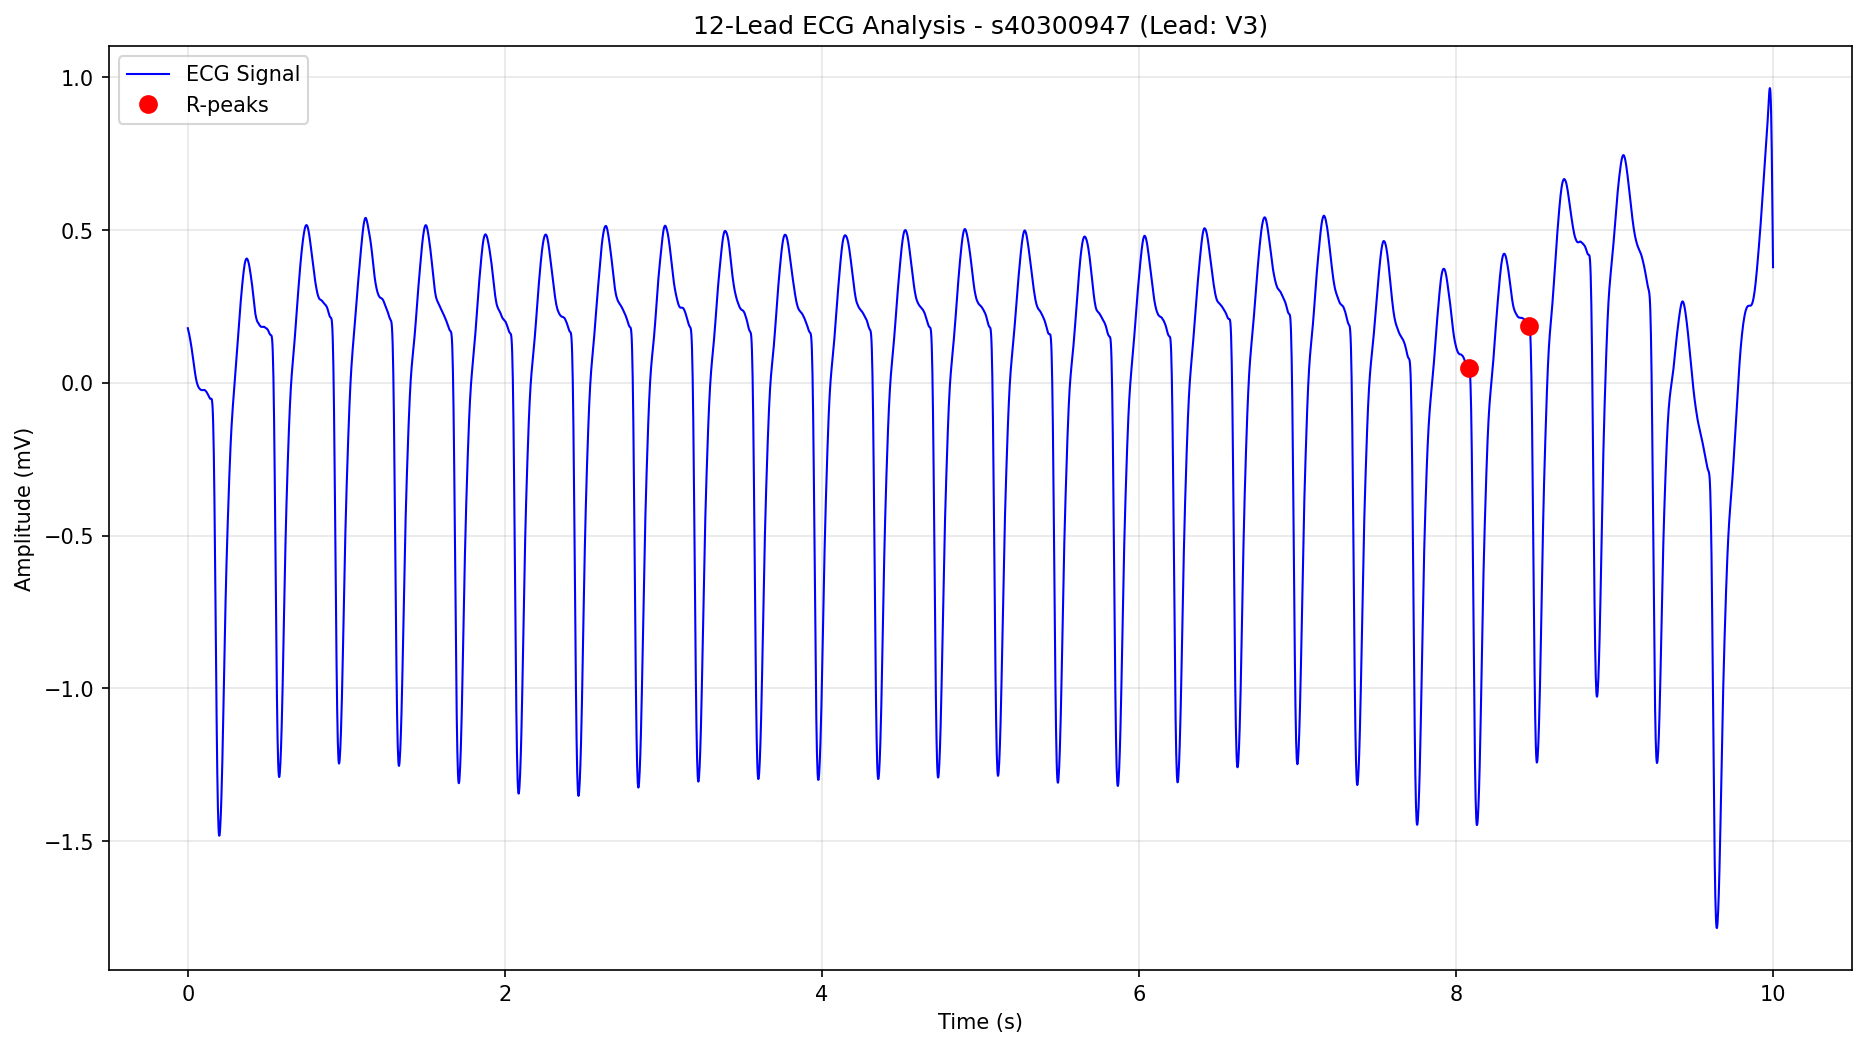 12-Lead ECG Analysis - s40300947 (Lead: V3)
ECG Signal
R-peaks
1.0
0.5
0.0
−0.5
−1.0
−1.5
Amplitude (mV)
0 2 4 6 8 10
Time (s)